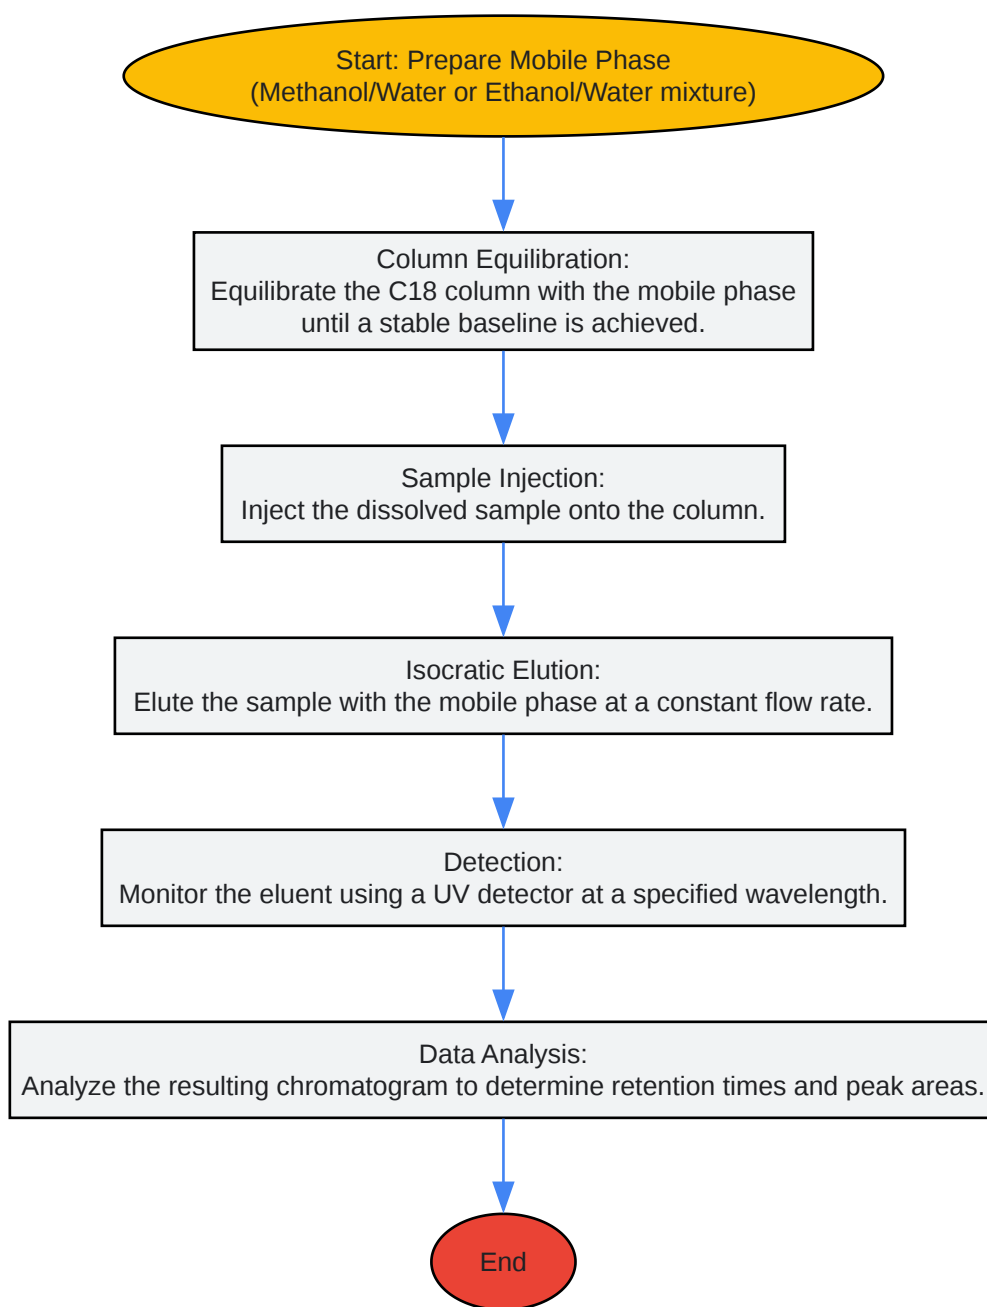 Start: Prepare Mobile Phase
(Methanol/Water or Ethanol/Water mixture)
Column Equilibration:
Equilibrate the C18 column with the mobile phase
until a stable baseline is achieved.
Sample Injection:
Inject the dissolved sample onto the column.
Isocratic Elution:
Elute the sample with the mobile phase at a constant flow rate.
Detection:
Monitor the eluent using a UV detector at a specified wavelength.
Data Analysis:
Analyze the resulting chromatogram to determine retention times and peak areas.
End